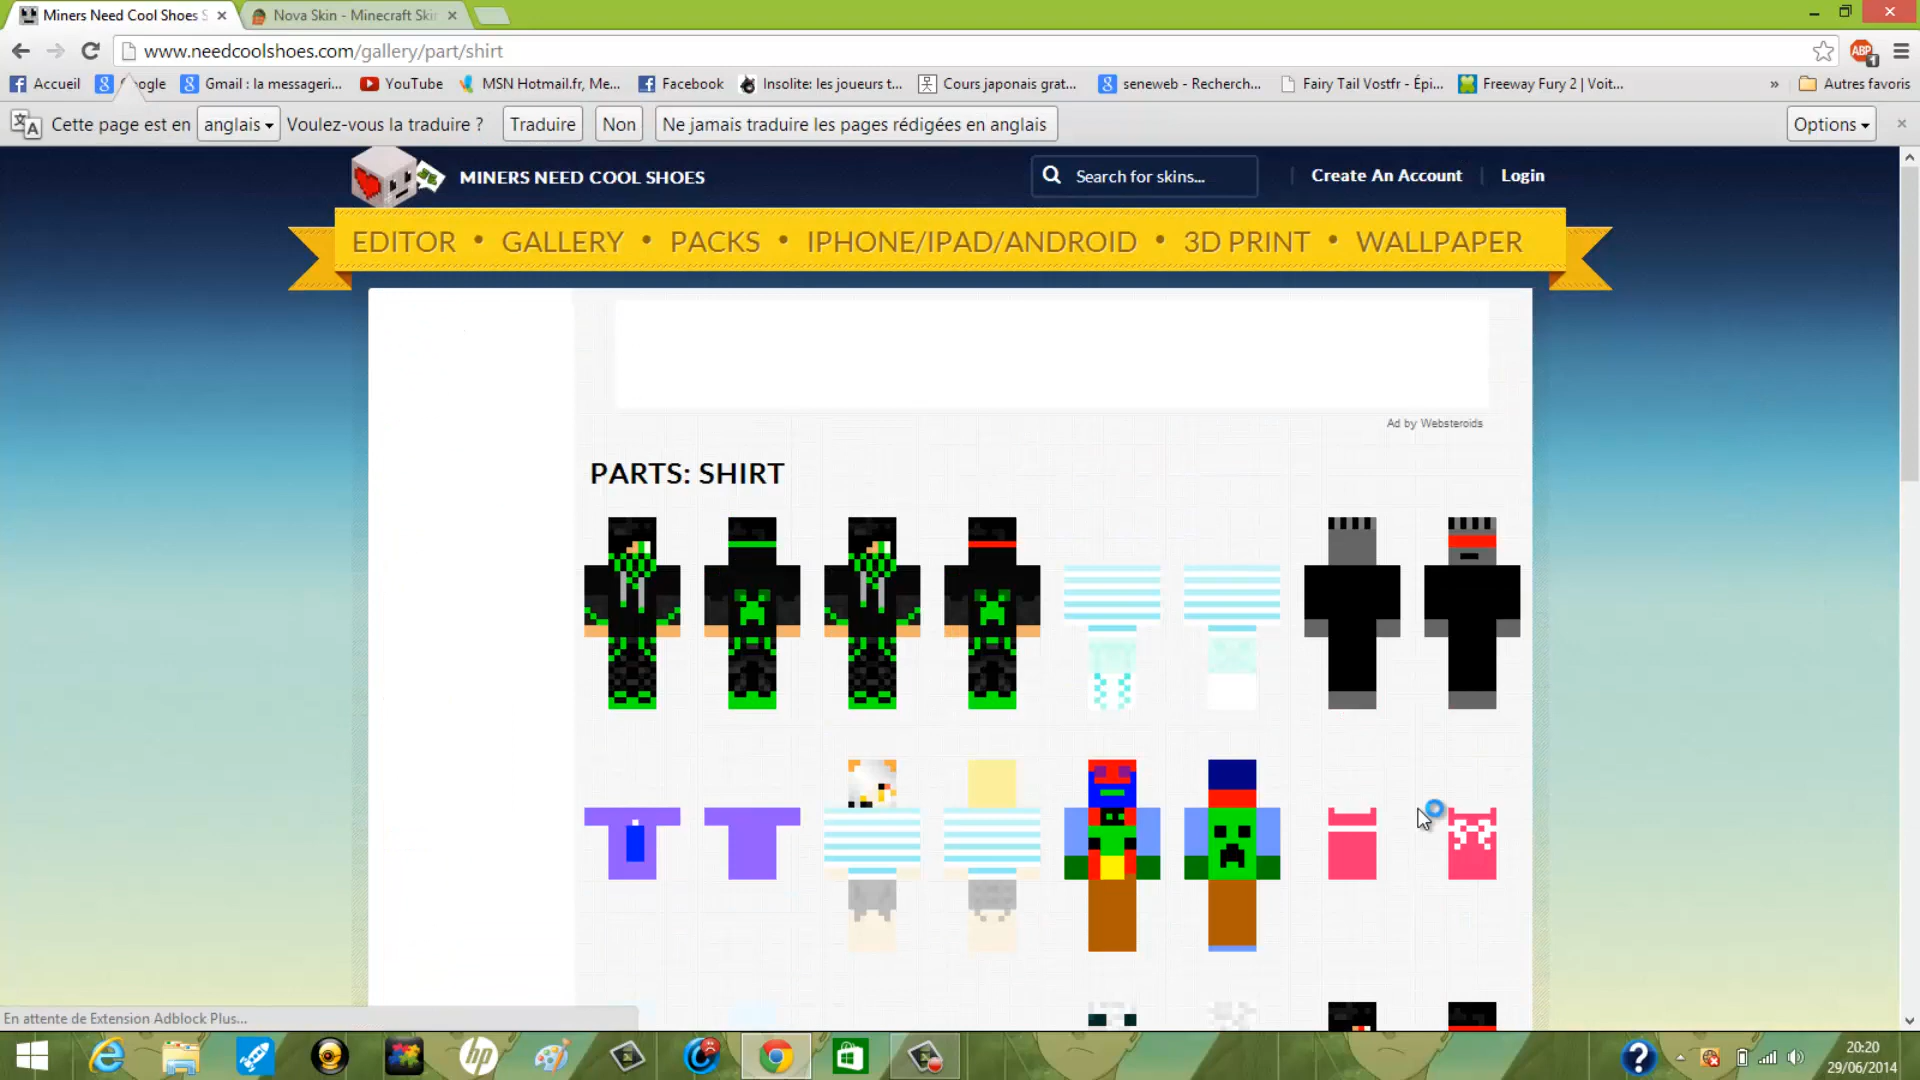 Miners Need Cool Shoes S
Nova Skin - Minecraft Skin
www.needcoolshoes.com/gallery/part/shirt
ABP
1
Accueil
Google
Gmail : la messageri...
YouTube
MSN Hotmail.fr, Me...
Facebook
Insolite: les joueurs t...
Cours japonais grat...
seneweb - Recherch...
Fairy Tail Vostfr - Épi...
Freeway Fury 2 | Voit...
»
Autres favoris
Cette page est en anglais Voulez-vous la traduire ? Traduire Non Ne jamais traduire les pages rédigées en anglais Options
MINERS NEED COOL SHOES
Search for skins...
Create An Account
Login
EDITOR • GALLERY • PACKS • IPHONE/IPAD/ANDROID • 3D PRINT • WALLPAPER
Ad by Websteroids
PARTS: SHIRT
En attente de Extension Adblock Plus...
hp
20:20
29/06/2014